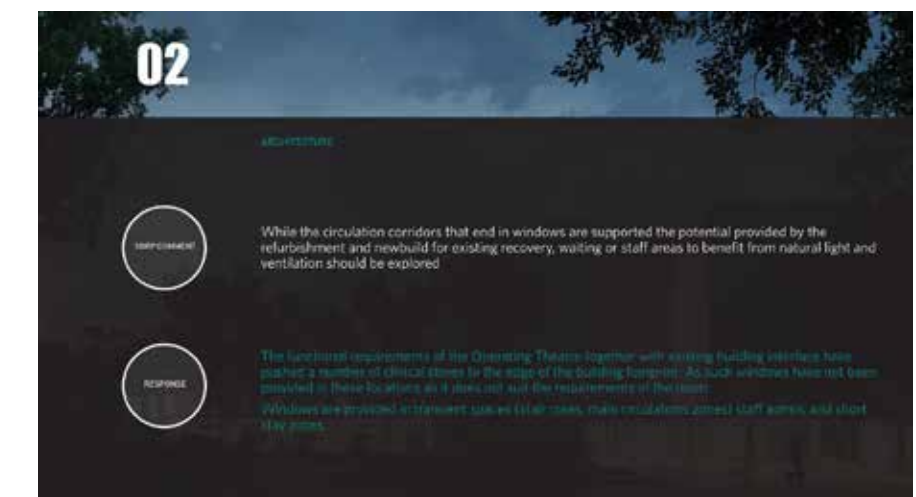 02
ARCHITECTURE
COMMENT
While the circulation corridors that end in windows are supported the potential provided by the
refurbishment and newbuild for existing recovery, waiting or staff areas to benefit from natural light and
ventilation should be explored
RESPONSE
The functional requirements of the Operating Theatre together with existing building interface have
pushed a number of clinical stores to the edge of the building footprint. As such windows have not been
provided in these locations as it does not suit the requirements of the room
Windows are provided in transient spaces (stair cases, main circulations zones) staff zones, and short
stay zones.